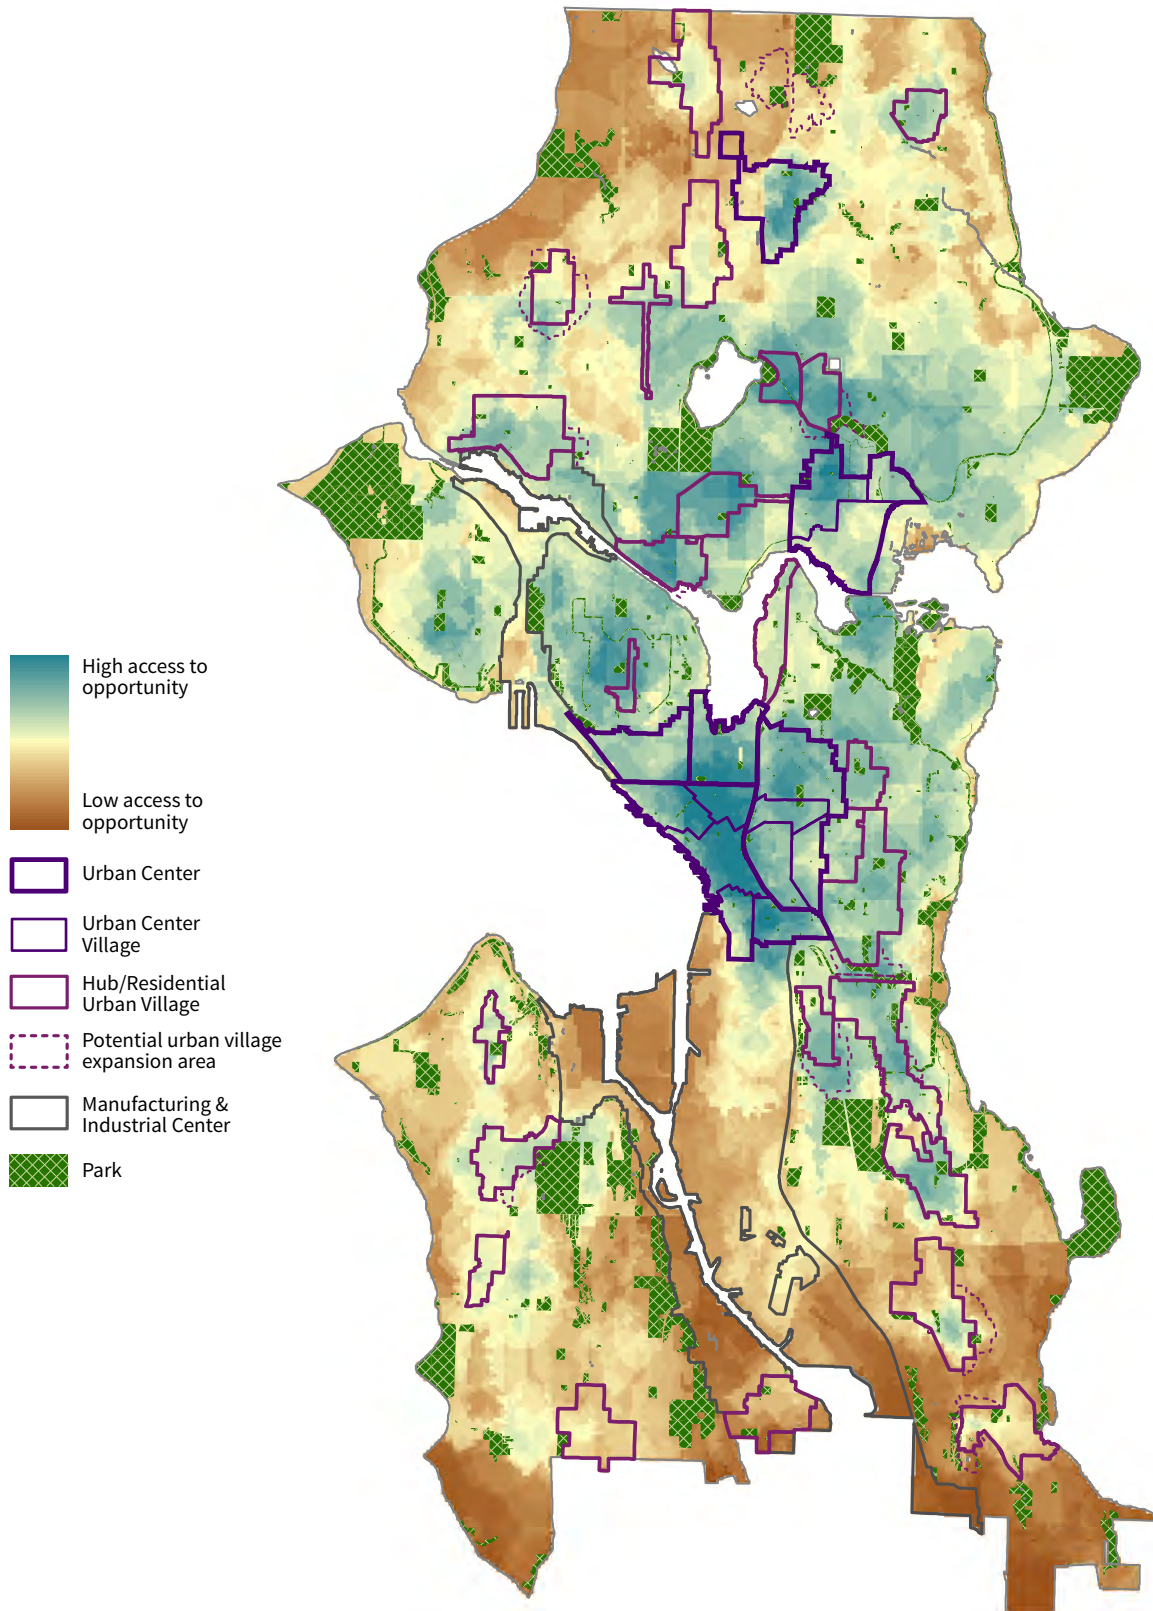 High access to
opportunity
Low access to
opportunity
Urban Center
Urban Center
Village
Hub/Residential
Urban Village
Potential urban village
expansion area
Manufacturing &
Industrial Center
Park